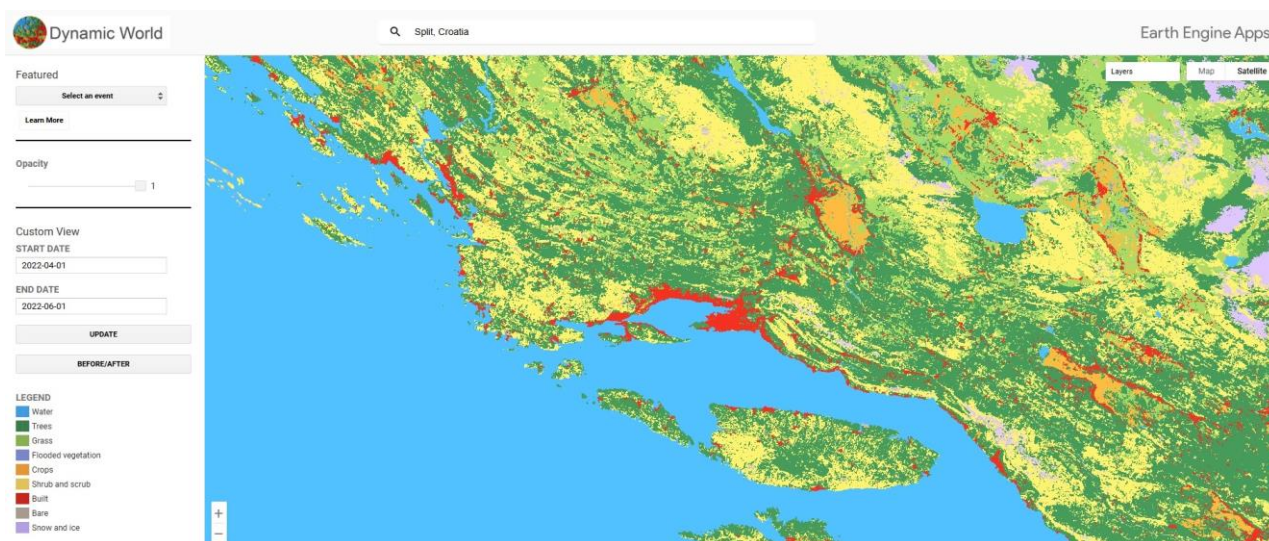 Dynamic World
Split, Croatia
Earth Engine Apps
Featured
Select an event
Learn More
Opacity
1
Custom View
START DATE
2022-04-01
END DATE
2022-06-01
UPDATE
BEFORE/AFTER
LEGEND
Water
Trees
Grass
Flooded vegetation
Crops
Shrub and scrub
Built
Bare
Snow and ice
Layers
Map Satellite
+
−